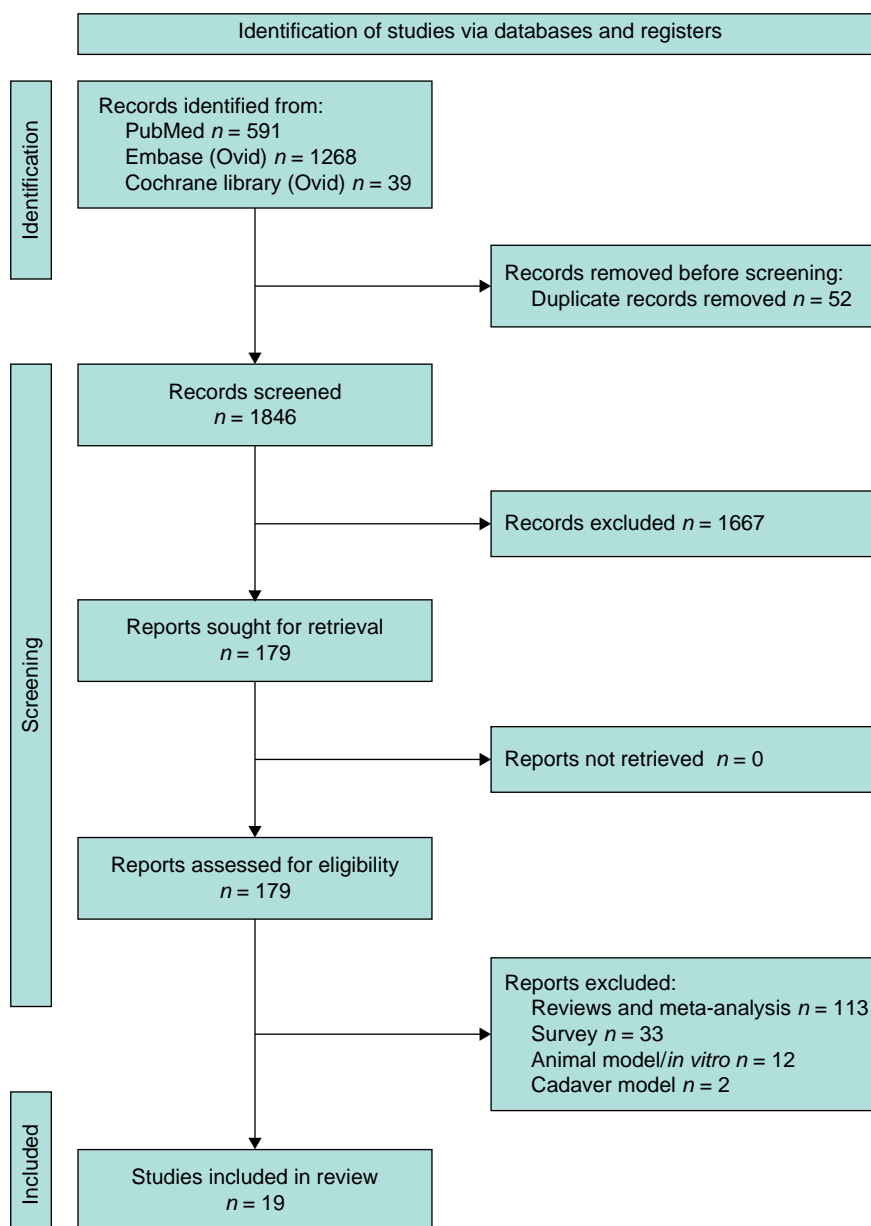 Identification of studies via databases and registers
Identification
Records identified from:
PubMed n = 591
Embase (Ovid) n = 1268
Cochrane library (Ovid) n = 39
Records removed before screening:
Duplicate records removed n = 52
Screening
Records screened
n = 1846
Records excluded n = 1667
Reports sought for retrieval
n = 179
Reports not retrieved n = 0
Reports assessed for eligibility
n = 179
Reports excluded:
Reviews and meta-analysis n = 113
Survey n = 33
Animal model/in vitro n = 12
Cadaver model n = 2
Included
Studies included in review
n = 19